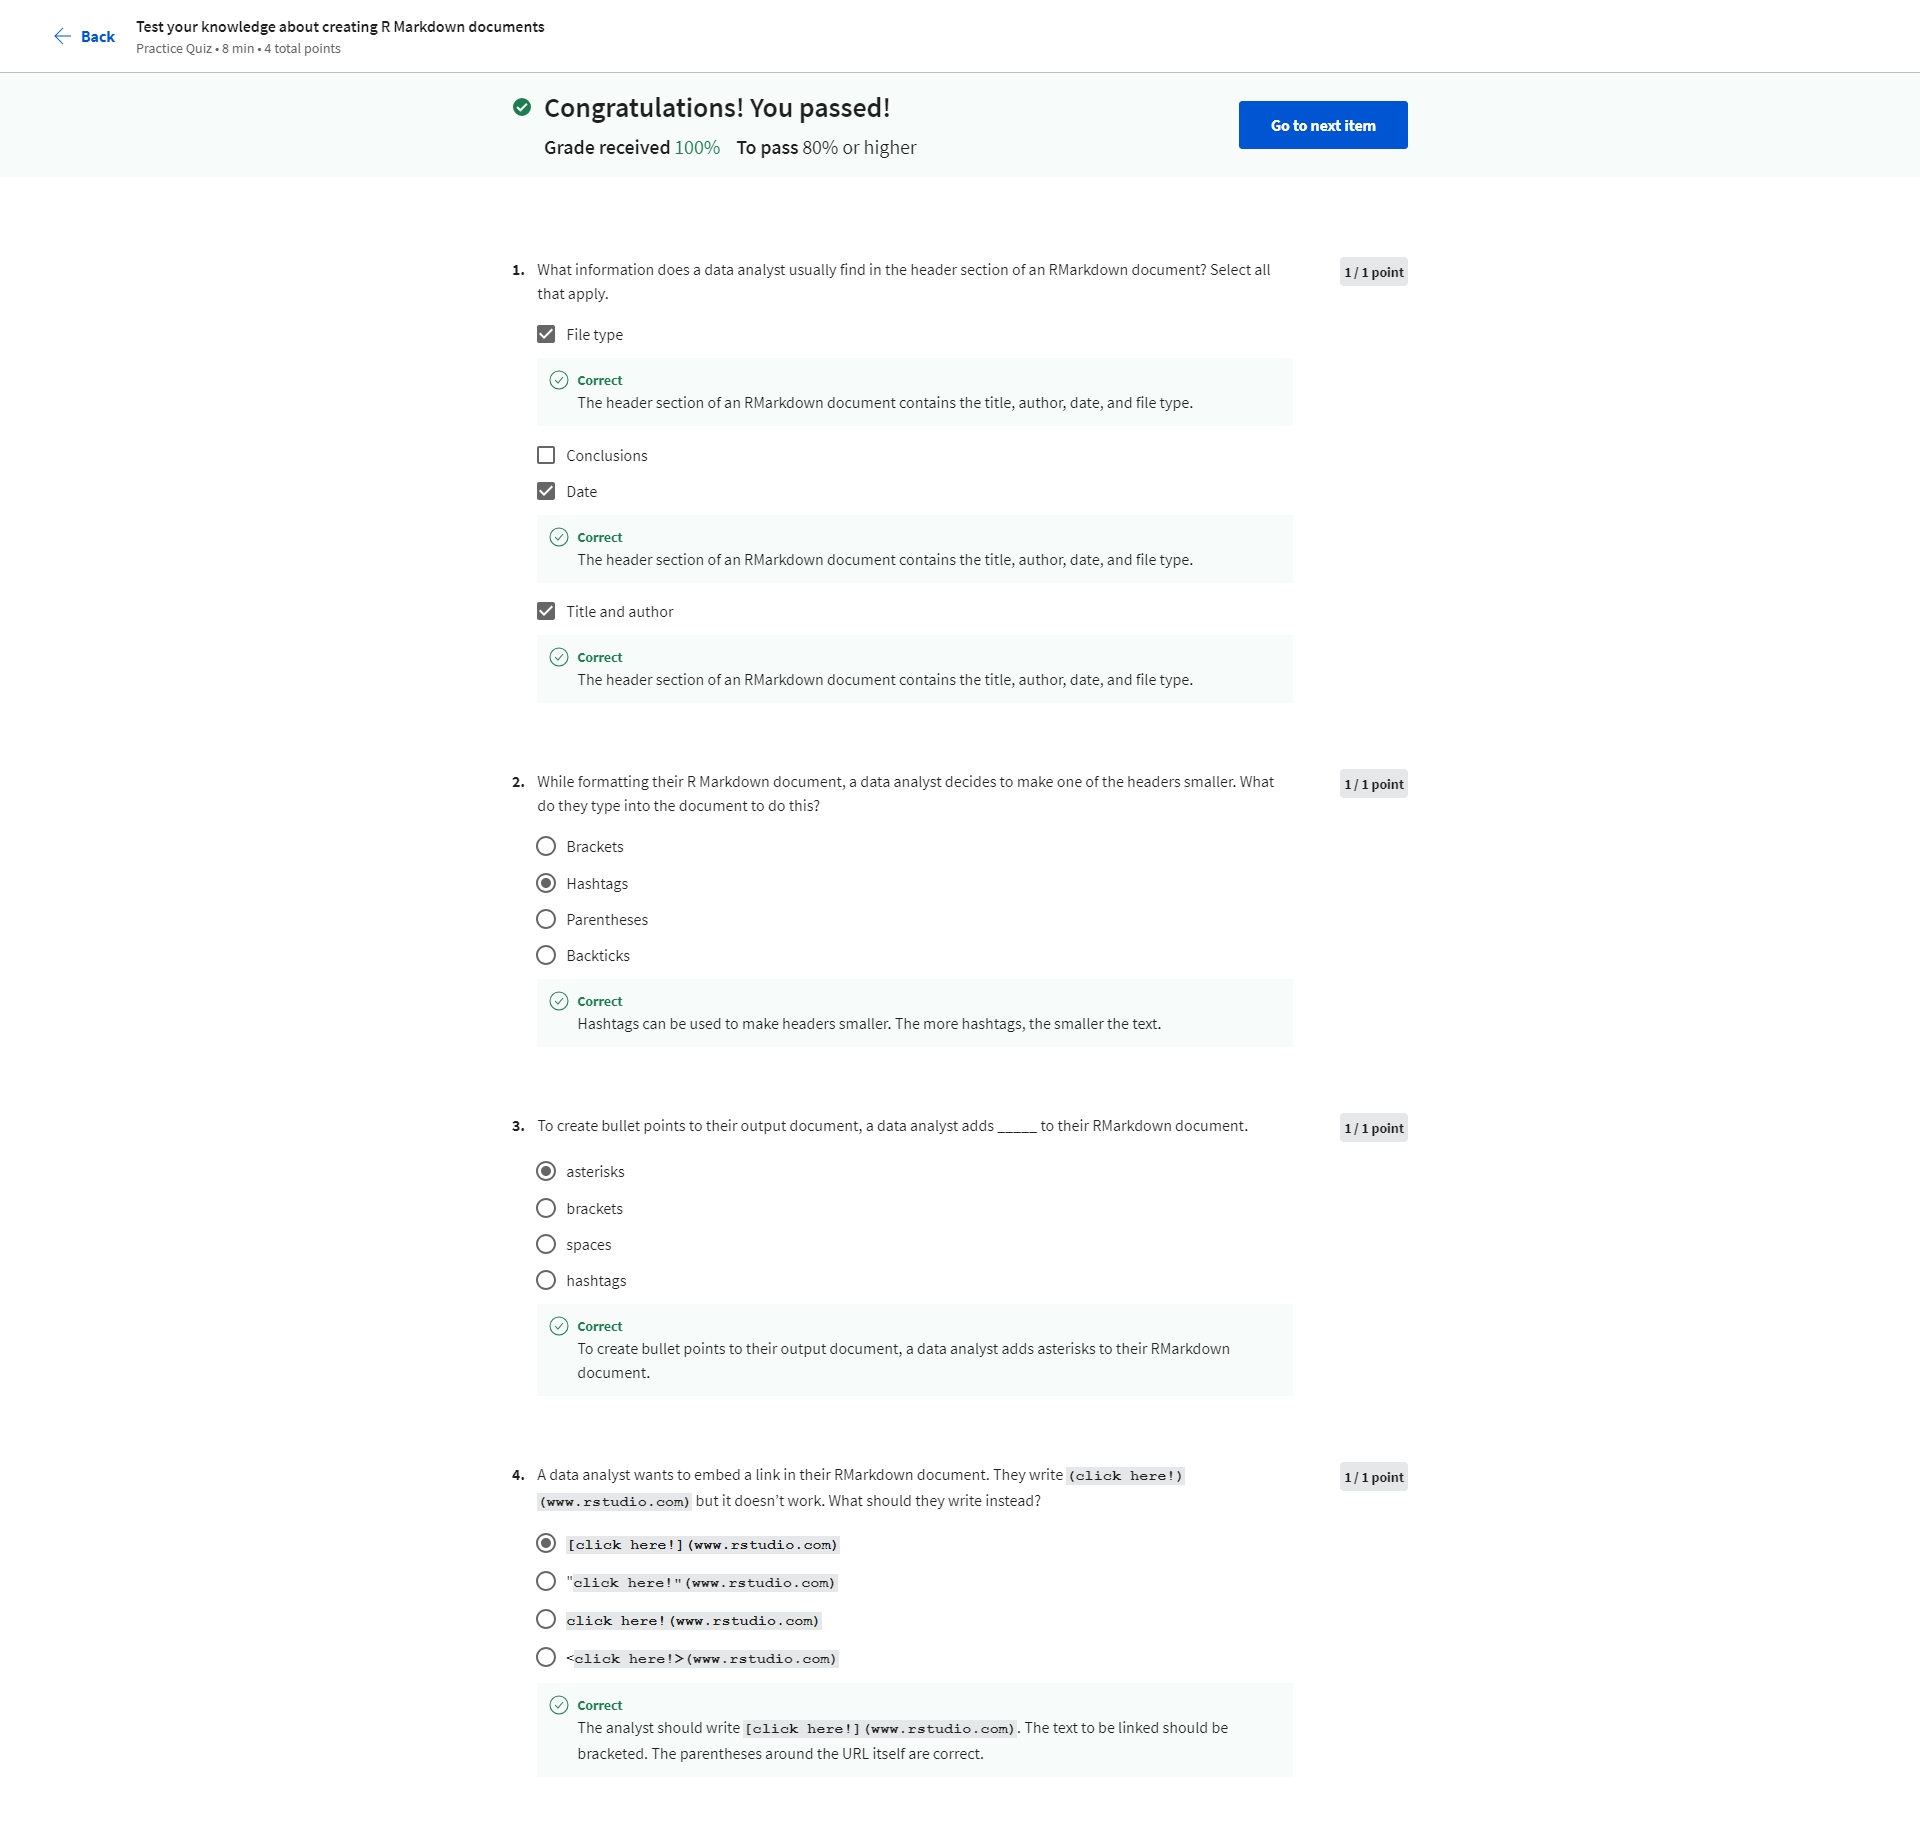 Back
Test your knowledge about creating R Markdown documents
Practice Quiz • 8 min • 4 total points
Congratulations! You passed!
Grade received 100% To pass 80% or higher
Go to next item
1. What information does a data analyst usually find in the header section of an RMarkdown document? Select all
that apply.
1 / 1 point
File type
Correct
The header section of an RMarkdown document contains the title, author, date, and file type.
Conclusions
Date
Correct
The header section of an RMarkdown document contains the title, author, date, and file type.
Title and author
Correct
The header section of an RMarkdown document contains the title, author, date, and file type.
2. While formatting their R Markdown document, a data analyst decides to make one of the headers smaller. What
do they type into the document to do this?
1 / 1 point
Brackets
Hashtags
Parentheses
Backticks
Correct
Hashtags can be used to make headers smaller. The more hashtags, the smaller the text.
3. To create bullet points to their output document, a data analyst adds _____ to their RMarkdown document.
1 / 1 point
asterisks
brackets
spaces
hashtags
Correct
To create bullet points to their output document, a data analyst adds asterisks to their RMarkdown
document.
4. A data analyst wants to embed a link in their RMarkdown document. They write (click here!)
(www.rstudio.com) but it doesn’t work. What should they write instead?
1 / 1 point
[click here!](www.rstudio.com)
"click here!"(www.rstudio.com)
click here!(www.rstudio.com)
<click here!>(www.rstudio.com)
Correct
The analyst should write [click here!](www.rstudio.com). The text to be linked should be
bracketed. The parentheses around the URL itself are correct.